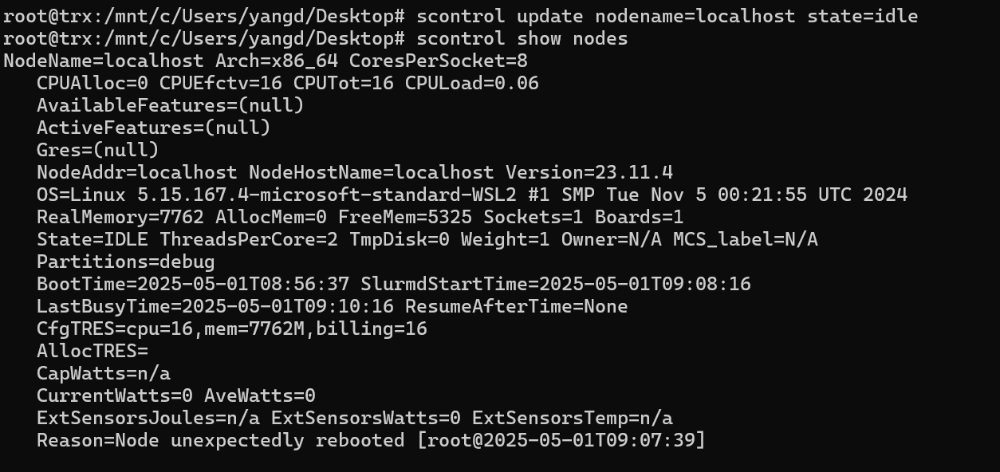 root@trx:/mnt/c/Users/yangd/Desktop# scontrol update nodename=localhost state=idle
root@trx:/mnt/c/Users/yangd/Desktop# scontrol show nodes
NodeName=localhost Arch=x86_64 CoresPerSocket=8
   CPUAlloc=0 CPUEfctv=16 CPUTot=16 CPULoad=0.06
   AvailableFeatures=(null)
   ActiveFeatures=(null)
   Gres=(null)
   NodeAddr=localhost NodeHostName=localhost Version=23.11.4
   OS=Linux 5.15.167.4-microsoft-standard-WSL2 #1 SMP Tue Nov 5 00:21:55 UTC 2024
   RealMemory=7762 AllocMem=0 FreeMem=5325 Sockets=1 Boards=1
   State=IDLE ThreadsPerCore=2 TmpDisk=0 Weight=1 Owner=N/A MCS_label=N/A
   Partitions=debug
   BootTime=2025-05-01T08:56:37 SlurmdStartTime=2025-05-01T09:08:16
   LastBusyTime=2025-05-01T09:10:16 ResumeAfterTime=None
   CfgTRES=cpu=16,mem=7762M,billing=16
   AllocTRES=
   CapWatts=n/a
   CurrentWatts=0 AveWatts=0
   ExtSensorsJoules=n/a ExtSensorsWatts=0 ExtSensorsTemp=n/a
   Reason=Node unexpectedly rebooted [root@2025-05-01T09:07:39]